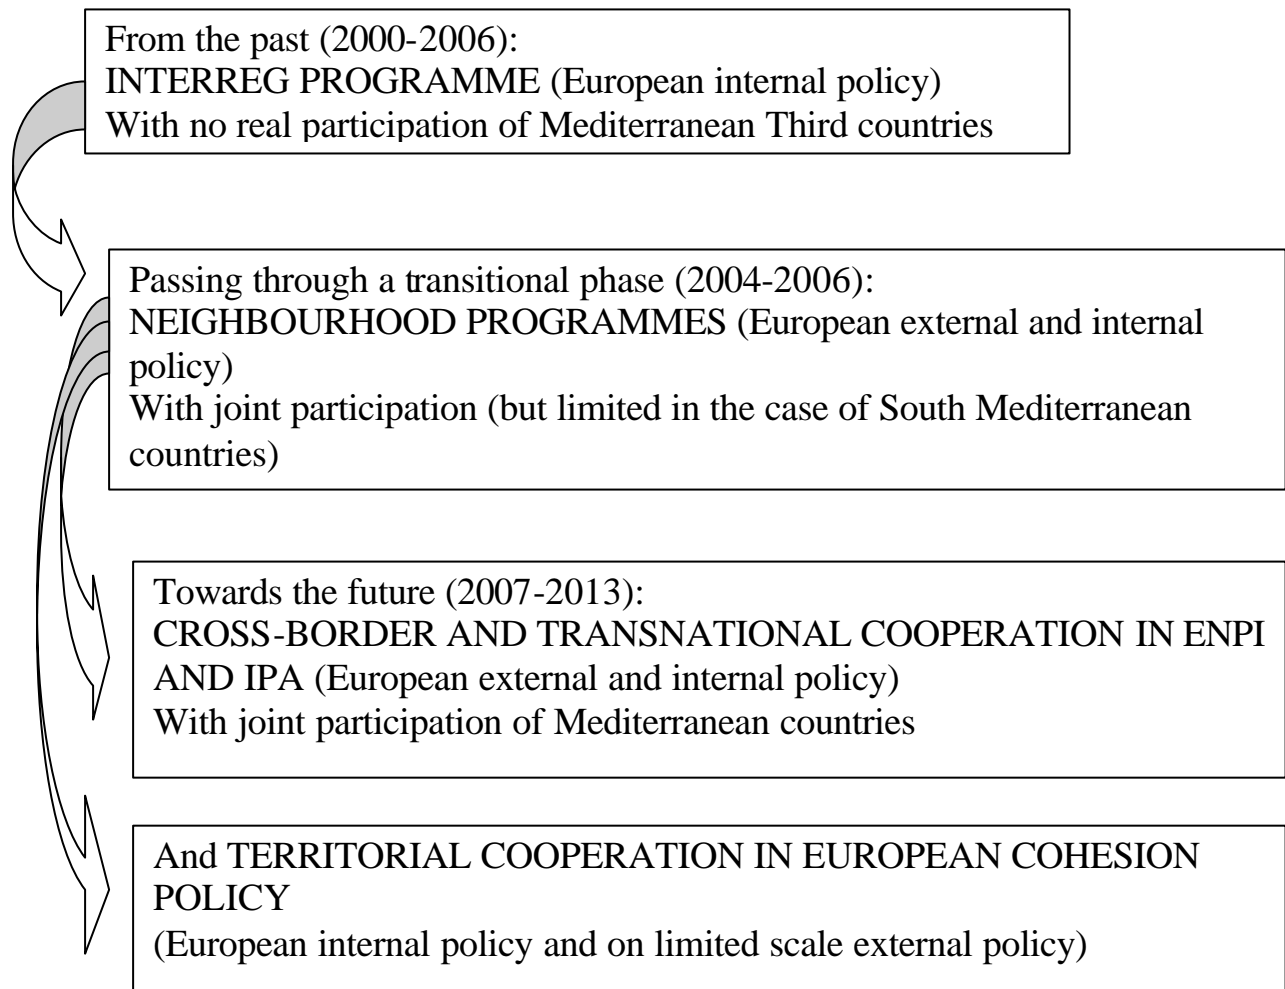 From the past (2000-2006):
INTERREG PROGRAMME (European internal policy)
With no real participation of Mediterranean Third countries
Passing through a transitional phase (2004-2006):
NEIGHBOURHOOD PROGRAMMES (European external and internal
policy)
With joint participation (but limited in the case of South Mediterranean
countries)
Towards the future (2007-2013):
CROSS-BORDER AND TRANSNATIONAL COOPERATION IN ENPI
AND IPA (European external and internal policy)
With joint participation of Mediterranean countries
And TERRITORIAL COOPERATION IN EUROPEAN COHESION
POLICY
(European internal policy and on limited scale external policy)